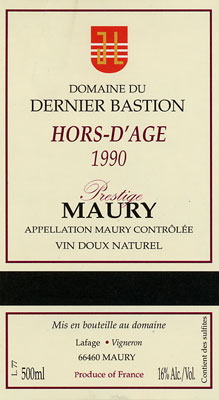 DOMAINE DU
DERNIER BASTION
HORS-D'AGE
1990
Prestige
MAURY
APPELLATION MAURY CONTRÔLÉE
VIN DOUX NATUREL
Mis en bouteille au domaine
Lafage • Vigneron
66460 MAURY
L. 77
500ml
Product of France
16% Alc./Vol.
Contient des sulfites